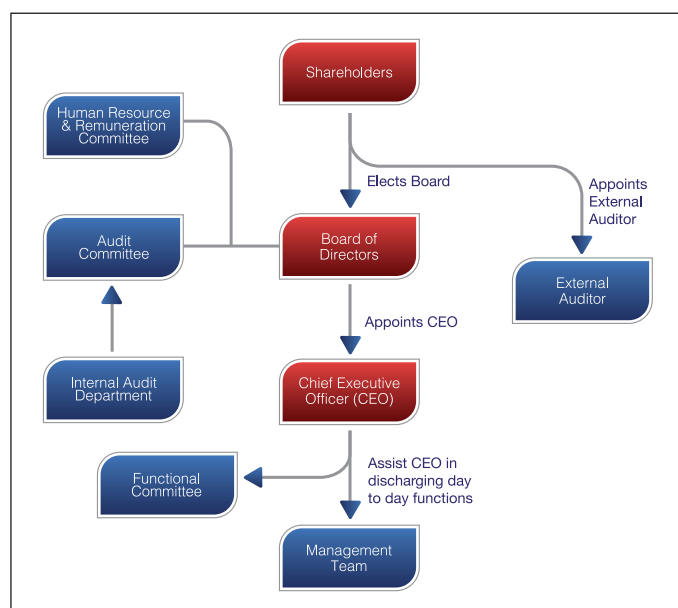 Shareholders
Human Resource
& Remuneration
Committee
Elects Board
Appoints
External
Auditor
Audit
Committee
Board of
Directors
External
Auditor
Appoints CEO
Internal Audit
Department
Chief Executive
Officer (CEO)
Functional
Committee
Assist CEO in
discharging day
to day functions
Management
Team